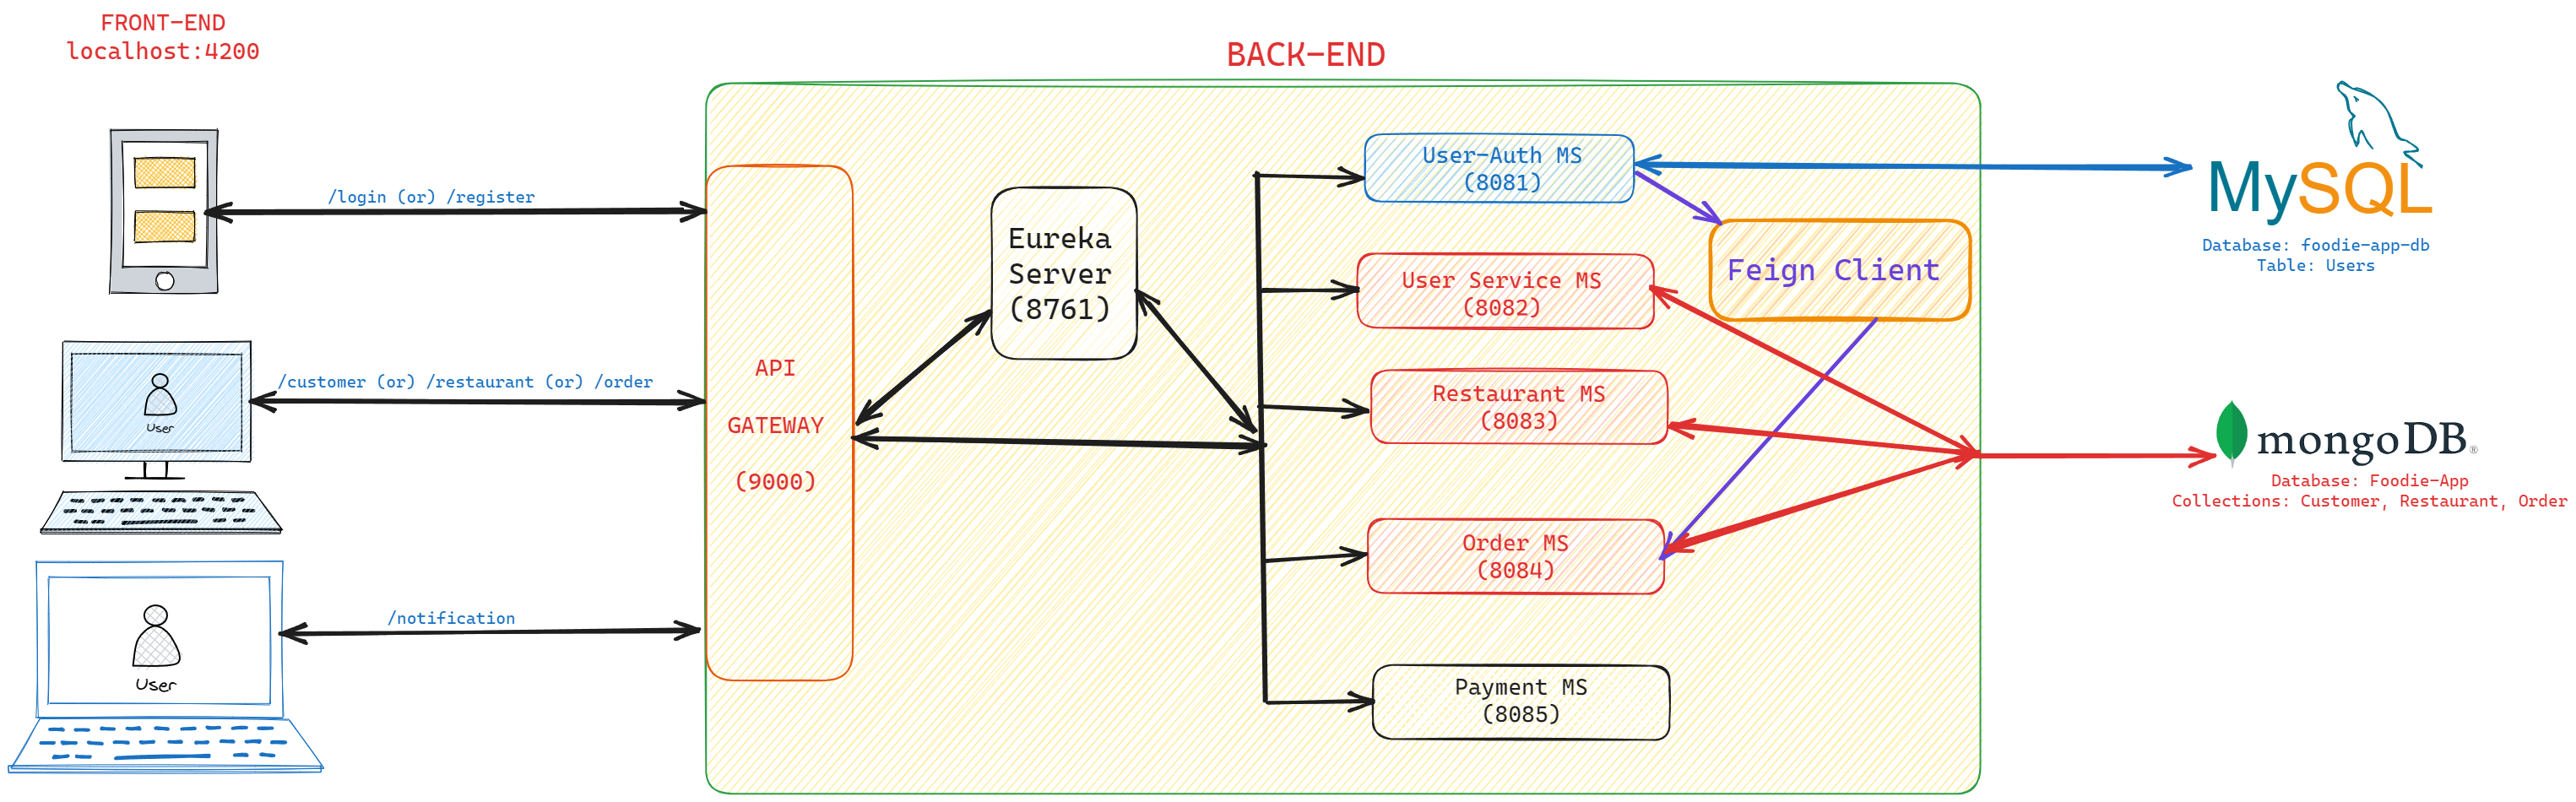 FRONT-END
localhost:4200
BACK-END
/login (or) /register
/customer (or) /restaurant (or) /order
User
/notification
User
API
GATEWAY
(9000)
Eureka
Server
(8761)
User-Auth MS
(8081)
User Service MS
(8082)
Feign Client
Restaurant MS
(8083)
Order MS
(8084)
Payment MS
(8085)
MySQL
Database: foodie-app-db
Table: Users
mongoDB®
Database: Foodie-App
Collections: Customer, Restaurant, Order